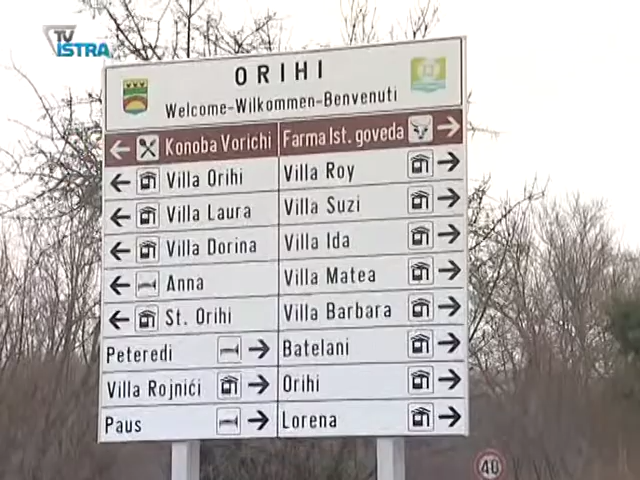 TV
ISTRA
ORIHI
Welcome-Wilkommen-Benvenuti
Konoba Vorichi
Farma Ist. goveda
Villa Orihi
Villa Roy
Villa Laura
Villa Suzi
Villa Dorina
Villa Ida
Anna
Villa Matea
St. Orihi
Villa Barbara
Peteredi
Batelani
Villa Rojnići
Orihi
Paus
Lorena
40